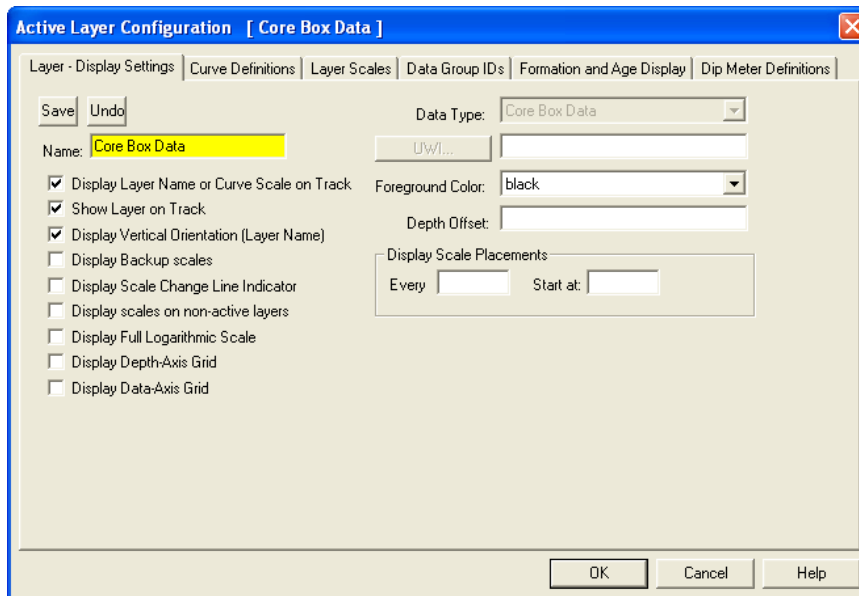 Active Layer Configuration [ Core Box Data ]
Layer - Display Settings Curve Definitions Layer Scales Data Group IDs Formation and Age Display Dip Meter Definitions
Save Undo
Name: Core Box Data
Display Layer Name or Curve Scale on Track
Show Layer on Track
Display Vertical Orientation (Layer Name)
Display Backup scales
Display Scale Change Line Indicator
Display scales on non-active layers
Display Full Logarithmic Scale
Display Depth-Axis Grid
Display Data-Axis Grid
Data Type: Core Box Data
UWI...
Foreground Color: black
Depth Offset:
Display Scale Placements
Every Start at:
OK Cancel Help